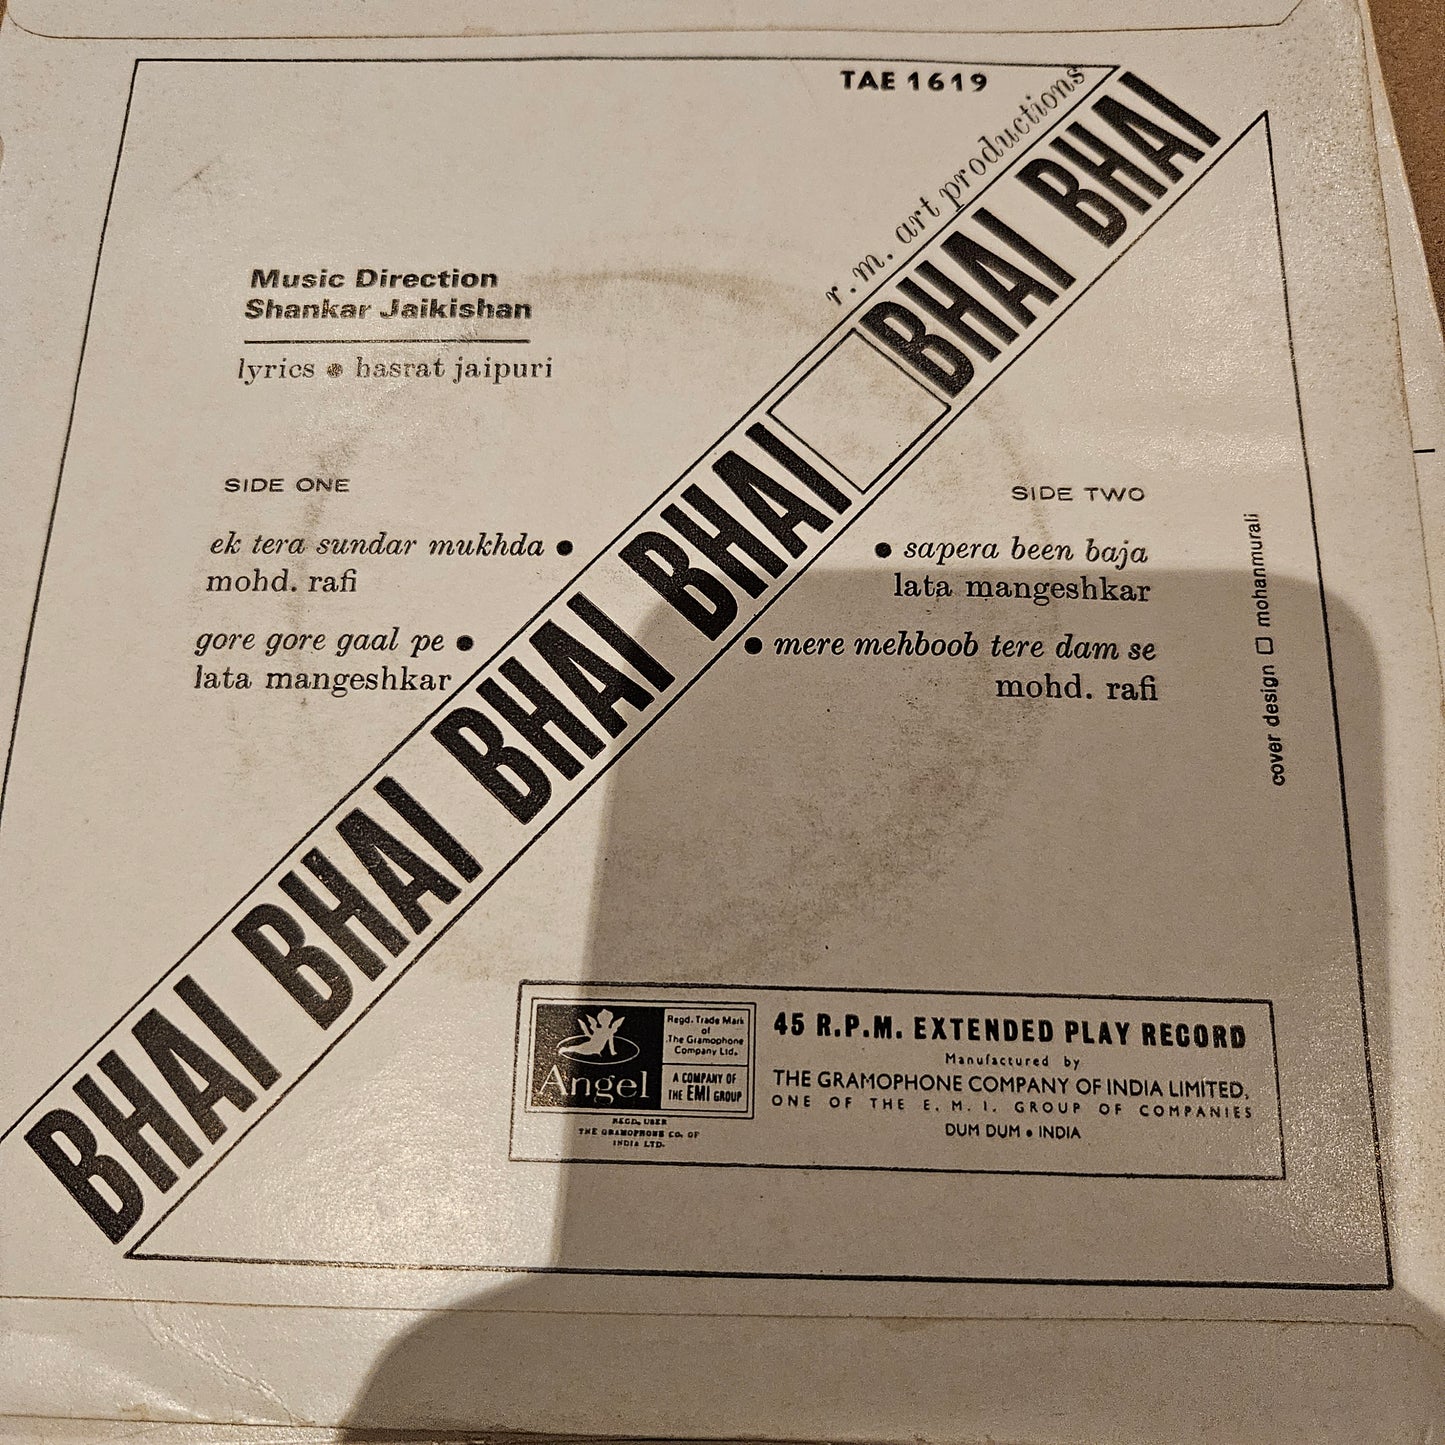 TAE 1619
r.m. art productions
BHAI BHAI BHAI BHAI BHAI BHAI
Music Direction
Shankar Jaikishan
lyrics ● hasrat jaipuri
SIDE ONE
ek tera sundar mukhda ●
mohd. rafi
gore gore gaal pe ●
lata mangeshkar
SIDE TWO
● sapera been baja
lata mangeshkar
● mere mehboob tere dam se
mohd. rafi
cover design □ mohanmurali
Angel
Regd. Trade Mark
of
The Gramophone
Company Ltd.
A COMPANY OF
THE EMI GROUP
REGD. USER
THE GRAMOPHONE CO. OF
INDIA LTD.
45 R.P.M. EXTENDED PLAY RECORD
Manufactured by
THE GRAMOPHONE COMPANY OF INDIA LIMITED,
ONE OF THE E. M. I. GROUP OF COMPANIES
DUM DUM ● INDIA